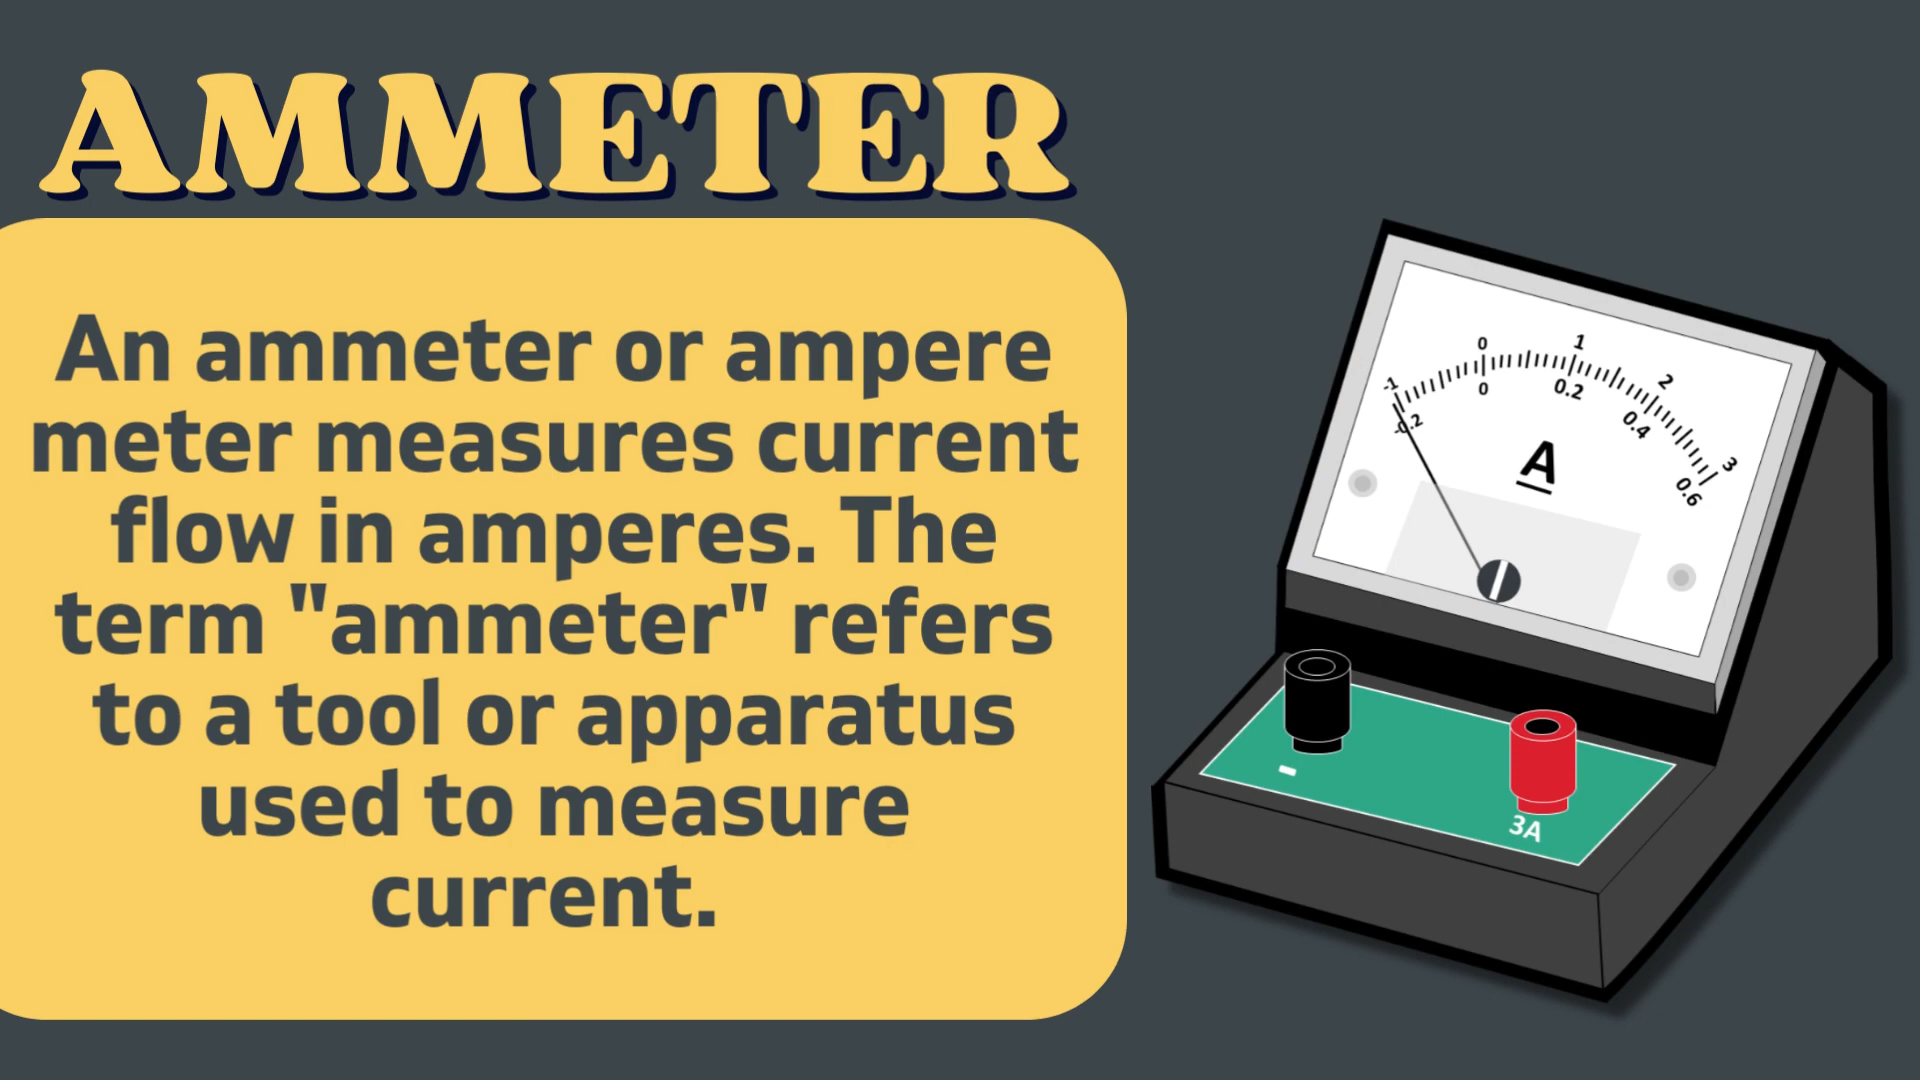 AMMETER
An ammeter or ampere
meter measures current
flow in amperes. The
term "ammeter" refers
to a tool or apparatus
used to measure
current.
-1 0 1 2 3
-0.2 0 0.2 0.4 0.6
A
-
3A